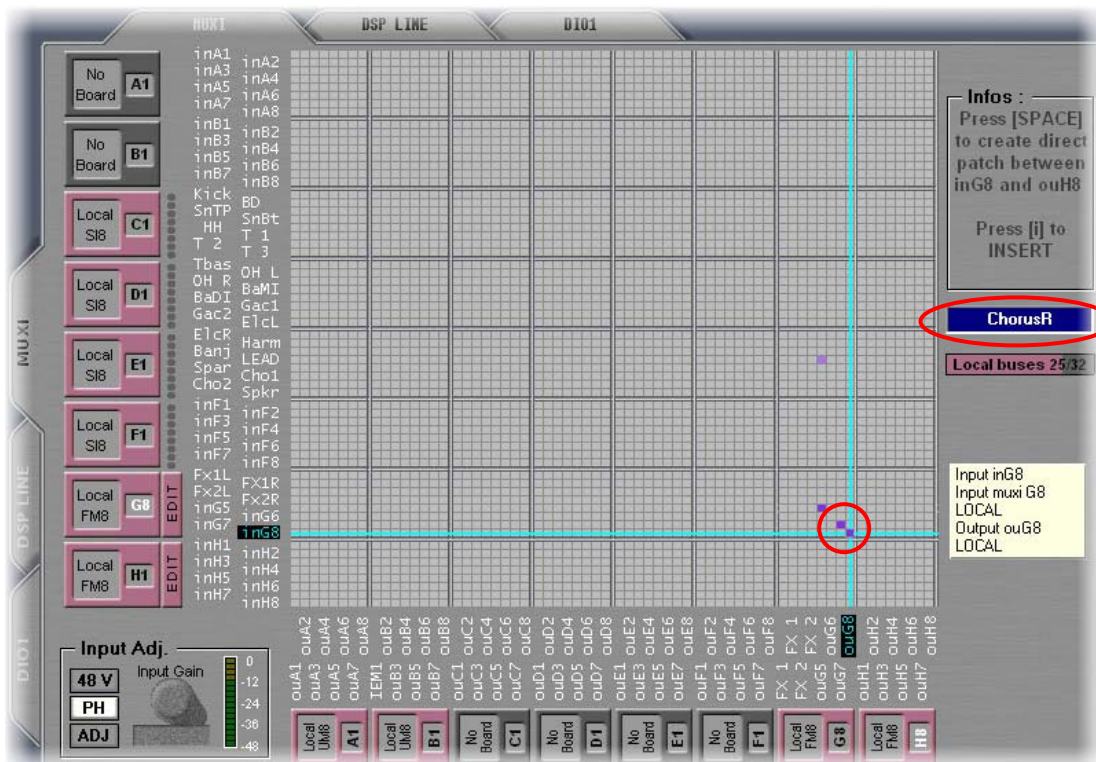 MUXI
DSP LINE
DIO1
No Board A1
No Board B1
Local SI8 C1
Local SI8 D1
Local SI8 E1
Local SI8 F1
Local FM8 G8 EDIT
Local FM8 H1 EDIT
MUXI
DSP LINE
DIO1
inA1 inA2
inA3 inA4
inA5 inA6
inA7 inA8
inB1 inB2
inB3 inB4
inB5 inB6
inB7 inB8
Kick BD
SnTP SnBt
HH T 1
T 2 T 3
Tbas OH L
OH R BaMI
BaDI Gac1
Gac2 ElcL
ElcR Harm
Banj LEAD
Spar Cho1
Cho2 Spkr
inF1 inF2
inF3 inF4
inF5 inF6
inF7 inF8
Fx1L FX1R
Fx2L Fx2R
inG5 inG6
inG7 inG8
inH1 inH2
inH3 inH4
inH5 inH6
inH7 inH8
Infos :
Press [SPACE]
to create direct
patch between
inG8 and ouH8
Press [i] to
INSERT
ChorusR
Local buses 25/32
Input inG8
Input muxi G8
LOCAL
Output ouG8
LOCAL
ouA2 ouA4 ouA6 ouA8 ouB2 ouB4 ouB6 ouB8 ouC2 ouC4 ouC6 ouC8 ouD2 ouD4 ouD6 ouD8 ouE2 ouE4 ouE6 ouE8 ouF2 ouF4 ouF6 ouF8 FX 1 FX 2 ouG6 ouG8 ouH2 ouH4 ouH6 ouH8
ouA1 ouA3 ouA5 ouA7 IEM1 ouB3 ouB5 ouB7 ouC1 ouC3 ouC5 ouC7 ouD1 ouD3 ouD5 ouD7 ouE1 ouE3 ouE5 ouE7 ouF1 ouF3 ouF5 ouF7 FX 1 FX 2 ouG5 ouG7 ouH1 ouH3 ouH5 ouH7
Local UM8 A1
Local UM8 B1
No Board C1
No Board D1
No Board E1
No Board F1
Local FM8 G8
Local FM8 H8
Input Adj.
48 V
PH
ADJ
Input Gain
0
-12
-24
-36
-48